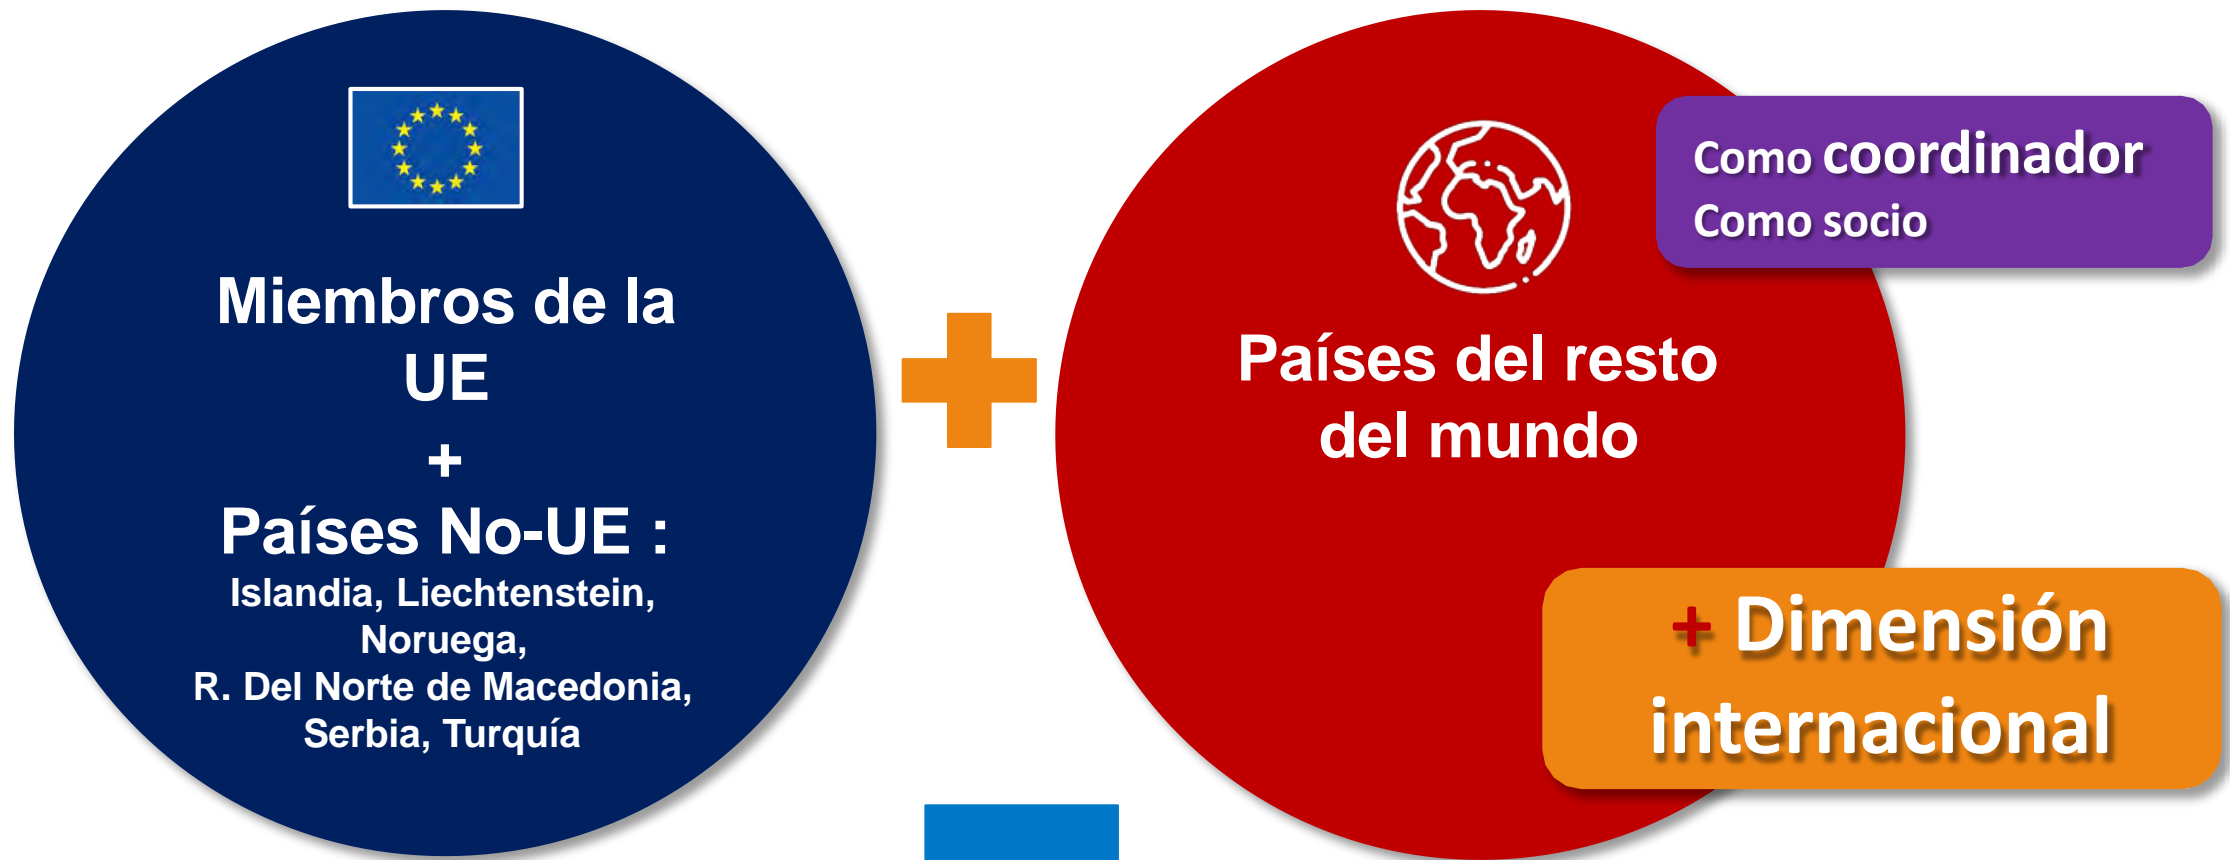 Miembros de la
UE
+
Países No-UE :
Islandia, Liechtenstein,
Noruega,
R. Del Norte de Macedonia,
Serbia, Turquía
Países del resto
del mundo
Como coordinador
Como socio
+ Dimensión
internacional